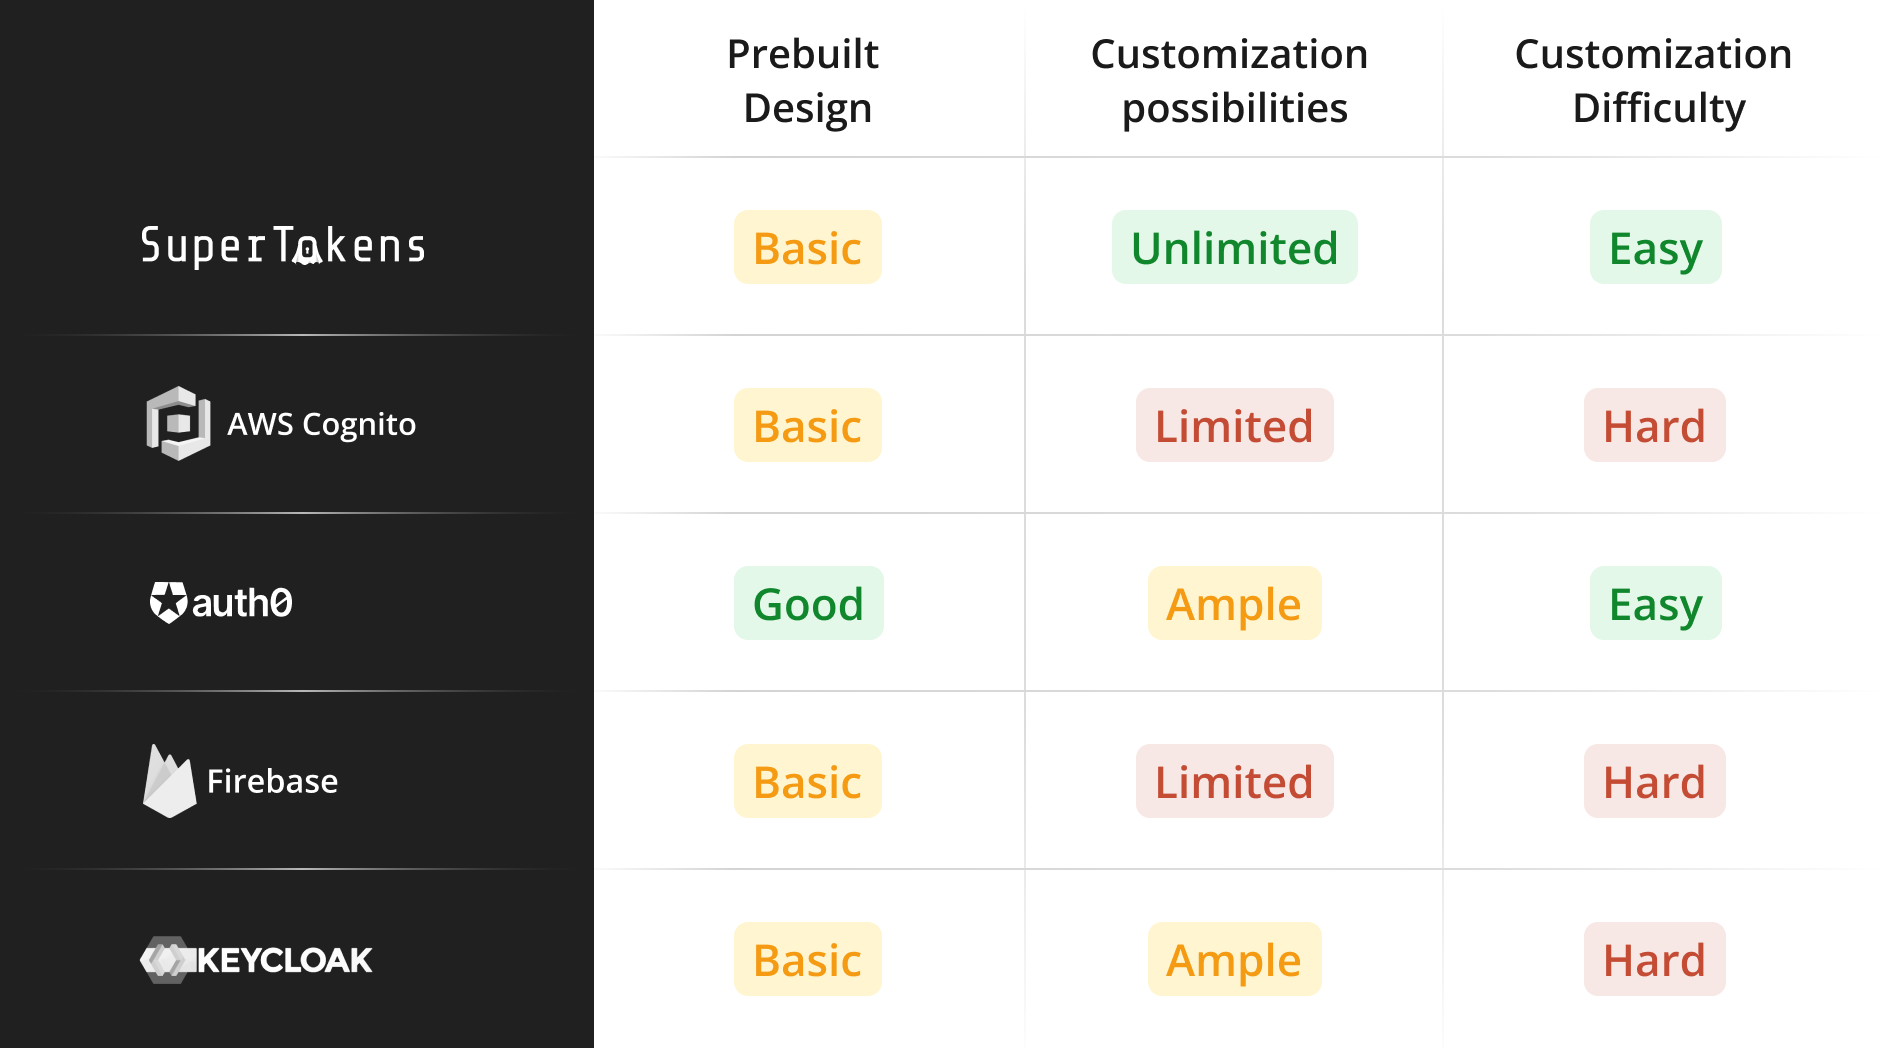 Prebuilt
Design
Customization
possibilities
Customization
Difficulty
SuperTokens
Basic
Unlimited
Easy
AWS Cognito
Basic
Limited
Hard
auth0
Good
Ample
Easy
Firebase
Basic
Limited
Hard
KEYCLOAK
Basic
Ample
Hard